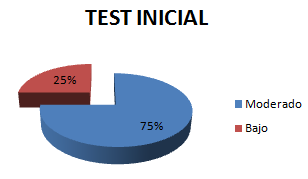 TEST INICIAL
25%
75%
Moderado
Bajo